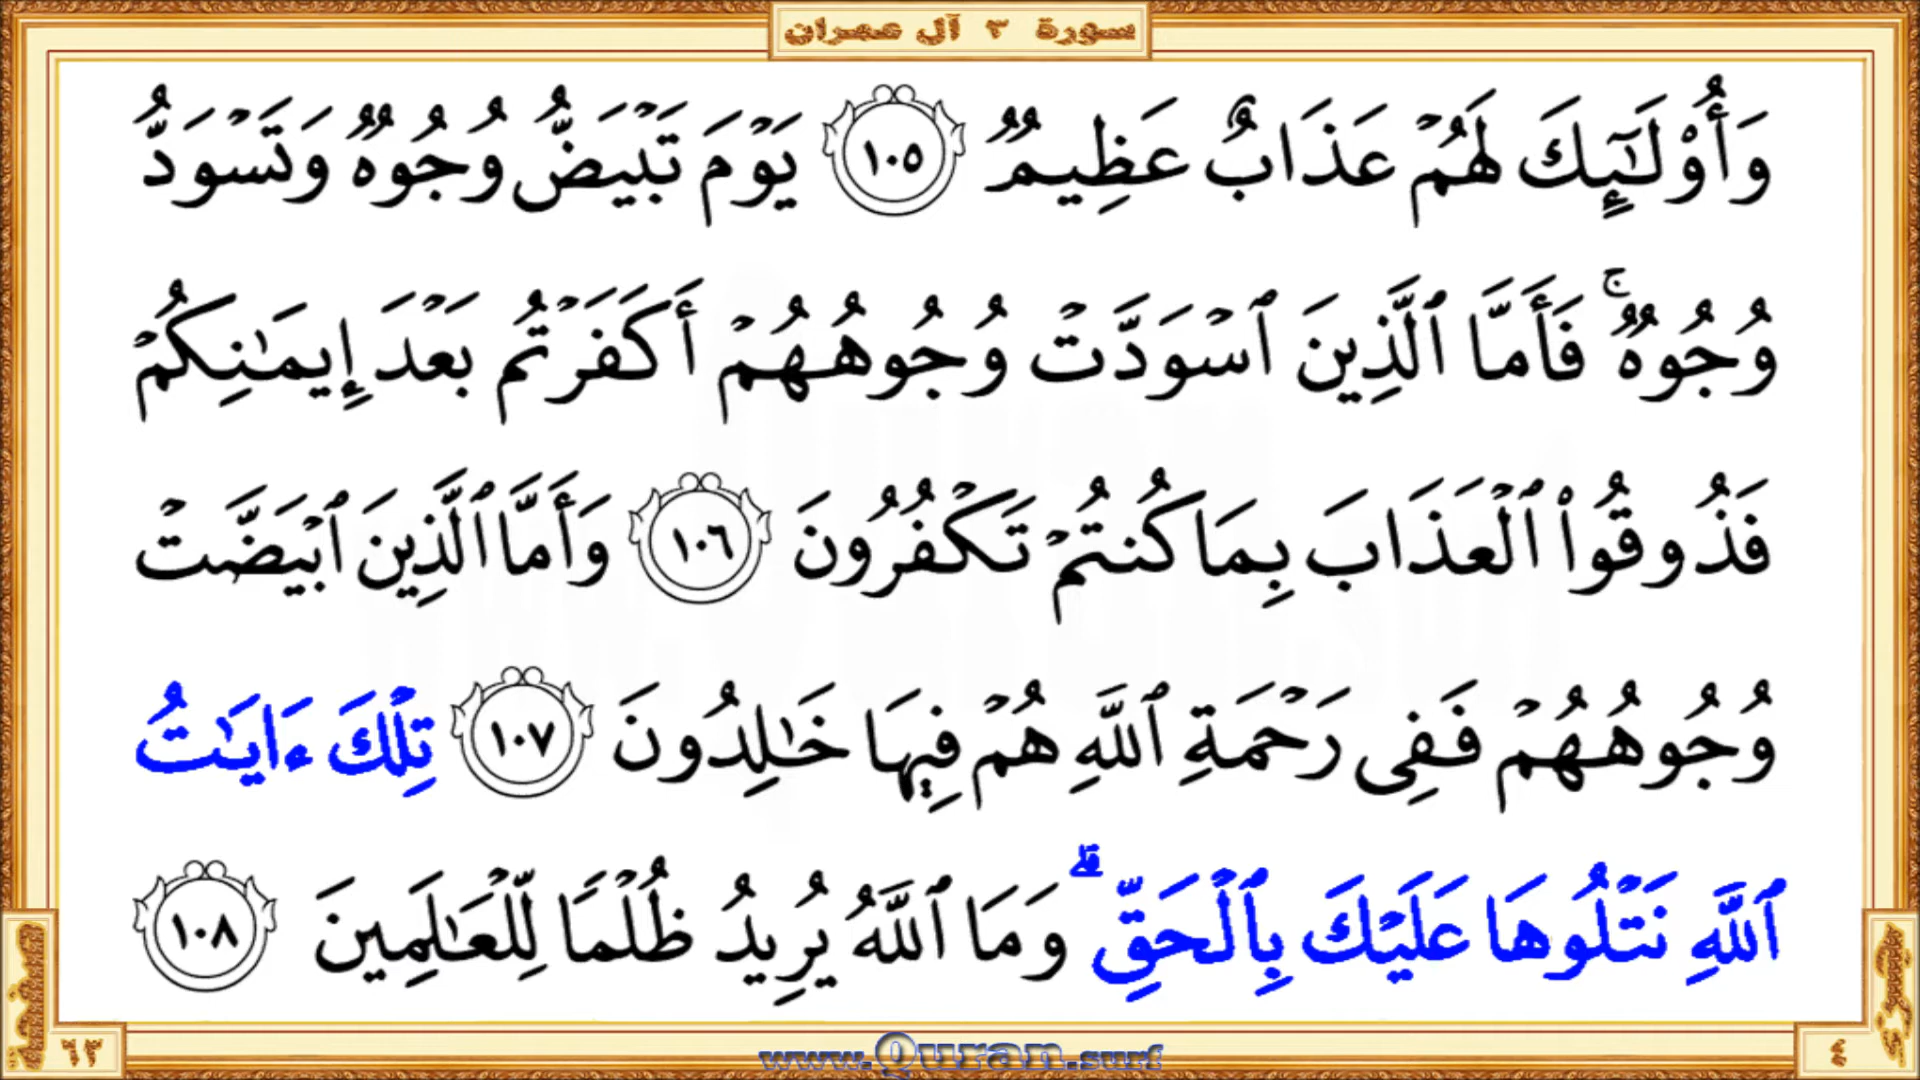 سورة ٣ آل عمران
وَأُو۟لَـٰٓئِكَ لَهُمْ عَذَابٌ عَظِيمٌ ١٠٥ يَوْمَ تَبْيَضُّ وُجُوهٌ وَتَسْوَدُّ
وُجُوهٌ ۚ فَأَمَّا ٱلَّذِينَ ٱسْوَدَّتْ وُجُوهُهُمْ أَكَفَرْتُم بَعْدَ إِيمَـٰنِكُمْ
فَذُوقُوا۟ ٱلْعَذَابَ بِمَا كُنتُمْ تَكْفُرُونَ ١٠٦ وَأَمَّا ٱلَّذِينَ ٱبْيَضَّتْ
وُجُوهُهُمْ فَفِى رَحْمَةِ ٱللَّهِ هُمْ فِيهَا خَـٰلِدُونَ ١٠٧ تِلْكَ ءَايَـٰتُ
ٱللَّهِ نَتْلُوهَا عَلَيْكَ بِٱلْحَقِّ ۗ وَمَا ٱللَّهُ يُرِيدُ ظُلْمًا لِّلْعَـٰلَمِينَ ١٠٨
صفحة ٦٣
جزء ٤
www.Quran.surf